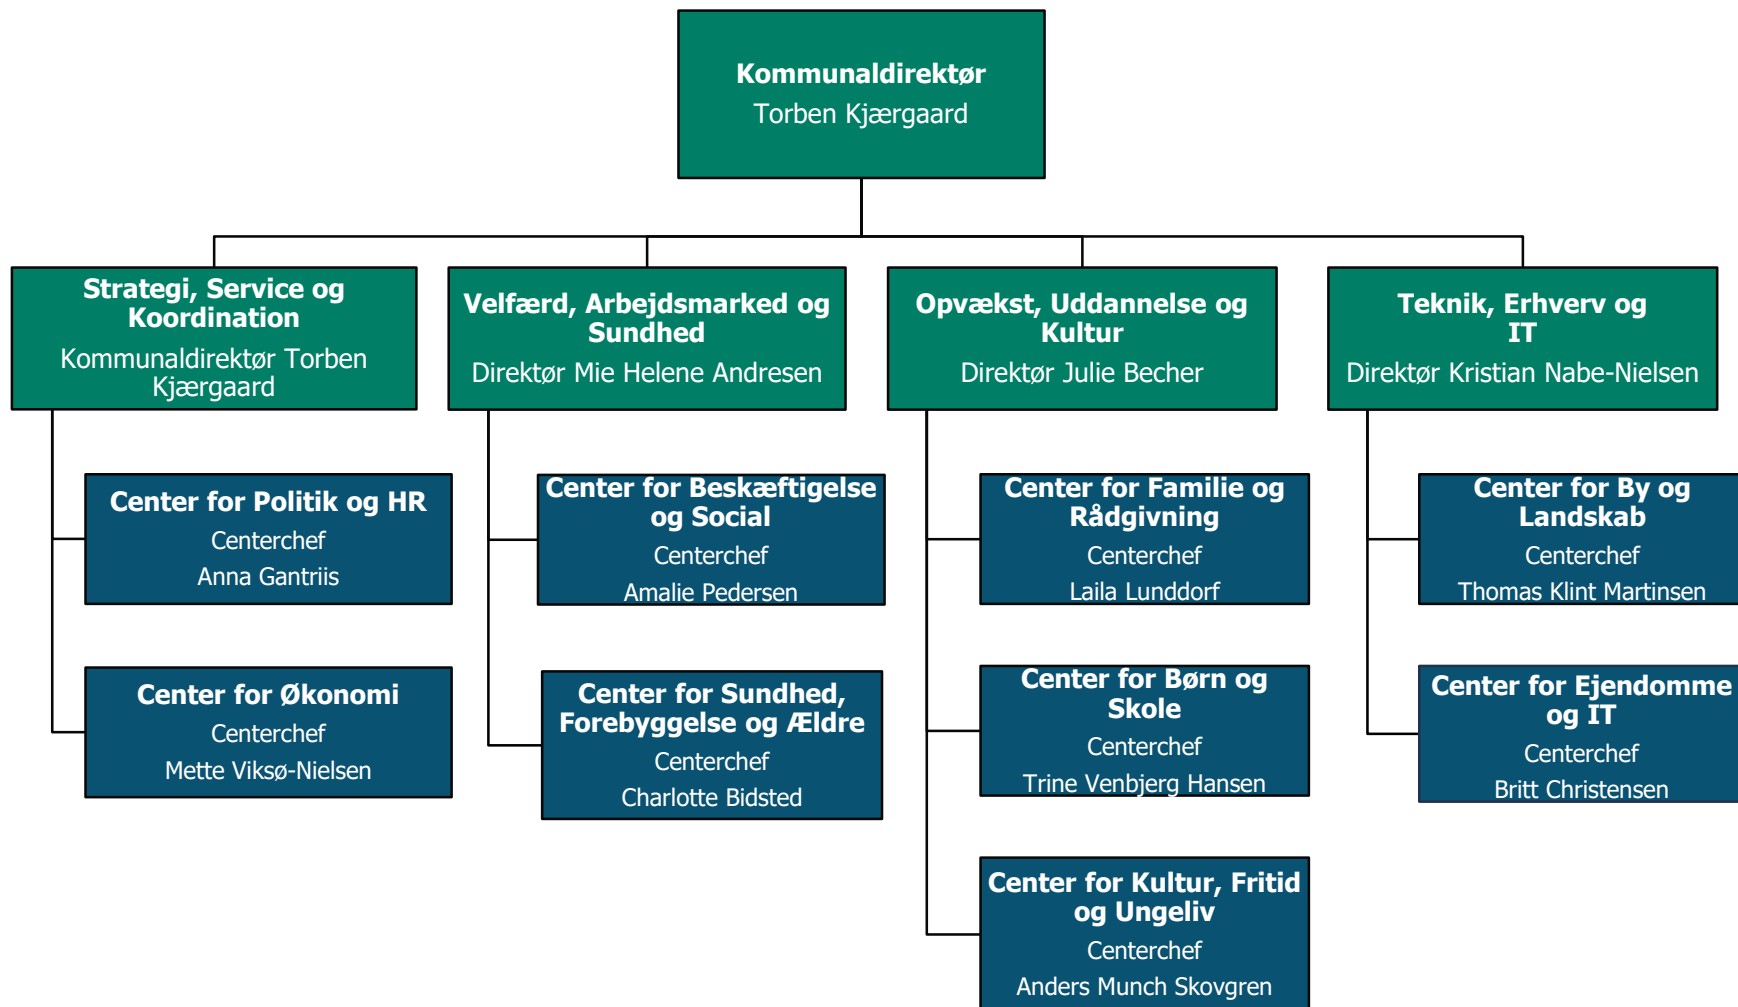 Kommunaldirektør
Torben Kjærgaard
Strategi, Service og
Koordination
Kommunaldirektør Torben
Kjærgaard
Velfærd, Arbejdsmarked og
Sundhed
Direktør Mie Helene Andresen
Opvækst, Uddannelse og
Kultur
Direktør Julie Becher
Teknik, Erhverv og
IT
Direktør Kristian Nabe-Nielsen
Center for Politik og HR
Centerchef
Anna Gantriis
Center for Økonomi
Centerchef
Mette Viksø-Nielsen
Center for Beskæftigelse
og Social
Centerchef
Amalie Pedersen
Center for Sundhed,
Forebyggelse og Ældre
Centerchef
Charlotte Bidsted
Center for Familie og
Rådgivning
Centerchef
Laila Lunddorf
Center for Børn og
Skole
Centerchef
Trine Venbjerg Hansen
Center for Kultur, Fritid
og Ungeliv
Centerchef
Anders Munch Skovgren
Center for By og
Landskab
Centerchef
Thomas Klint Martinsen
Center for Ejendomme
og IT
Centerchef
Britt Christensen